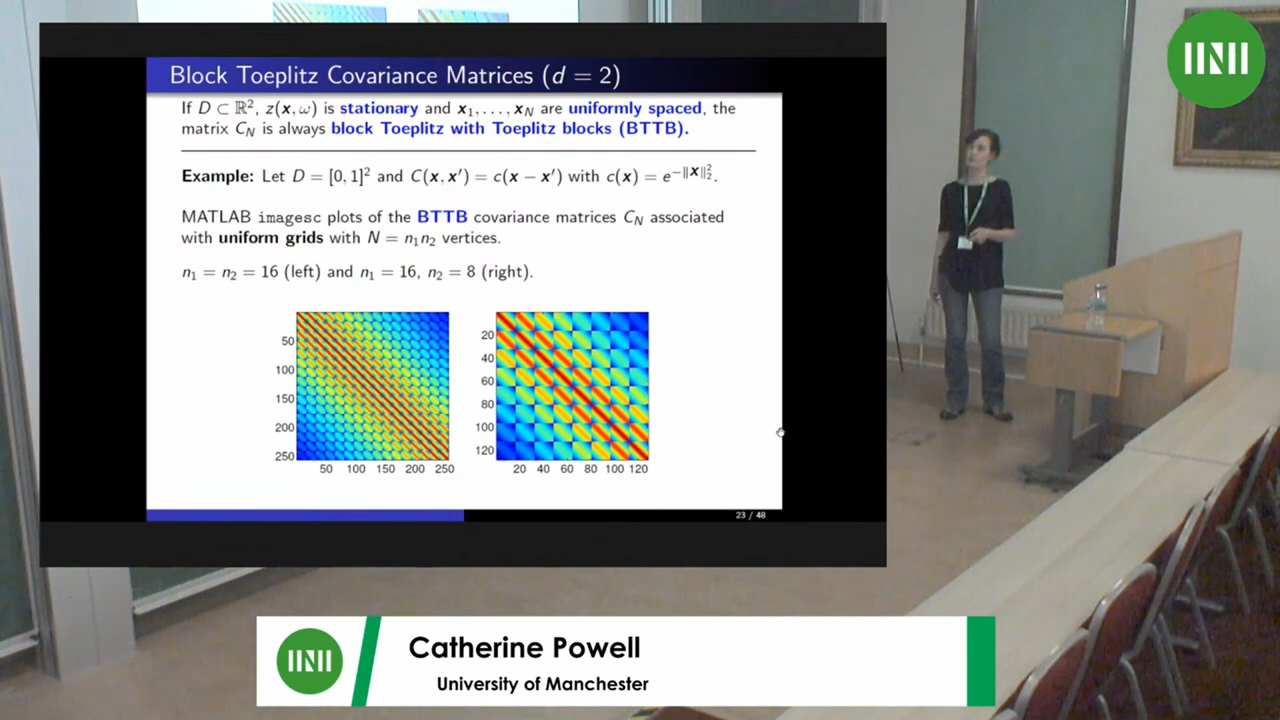 Block Toeplitz Covariance Matrices (d = 2)
If D ⊂ ℝ², z(x, ω) is stationary and x₁, . . . , x_N are uniformly spaced, the
matrix C_N is always block Toeplitz with Toeplitz blocks (BTTB).
Example: Let D = [0, 1]² and C(x, x′) = c(x − x′) with c(x) = e^{−‖x‖₂²}.
MATLAB imagesc plots of the BTTB covariance matrices C_N associated
with uniform grids with N = n₁n₂ vertices.
n₁ = n₂ = 16 (left) and n₁ = 16, n₂ = 8 (right).
50
100
150
200
250
50 100 150 200 250
20
40
60
80
100
120
20 40 60 80 100 120
23 / 48
Catherine Powell
University of Manchester